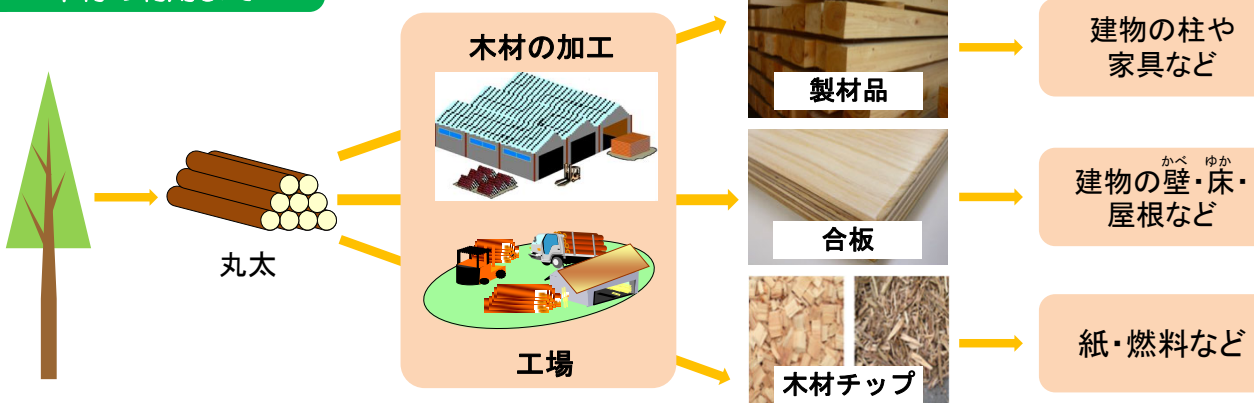 丸太
木材の加工
工場
製材品
合板
木材チップ
建物の柱や
家具など
かべ ゆか
建物の壁・床・
屋根など
紙・燃料など